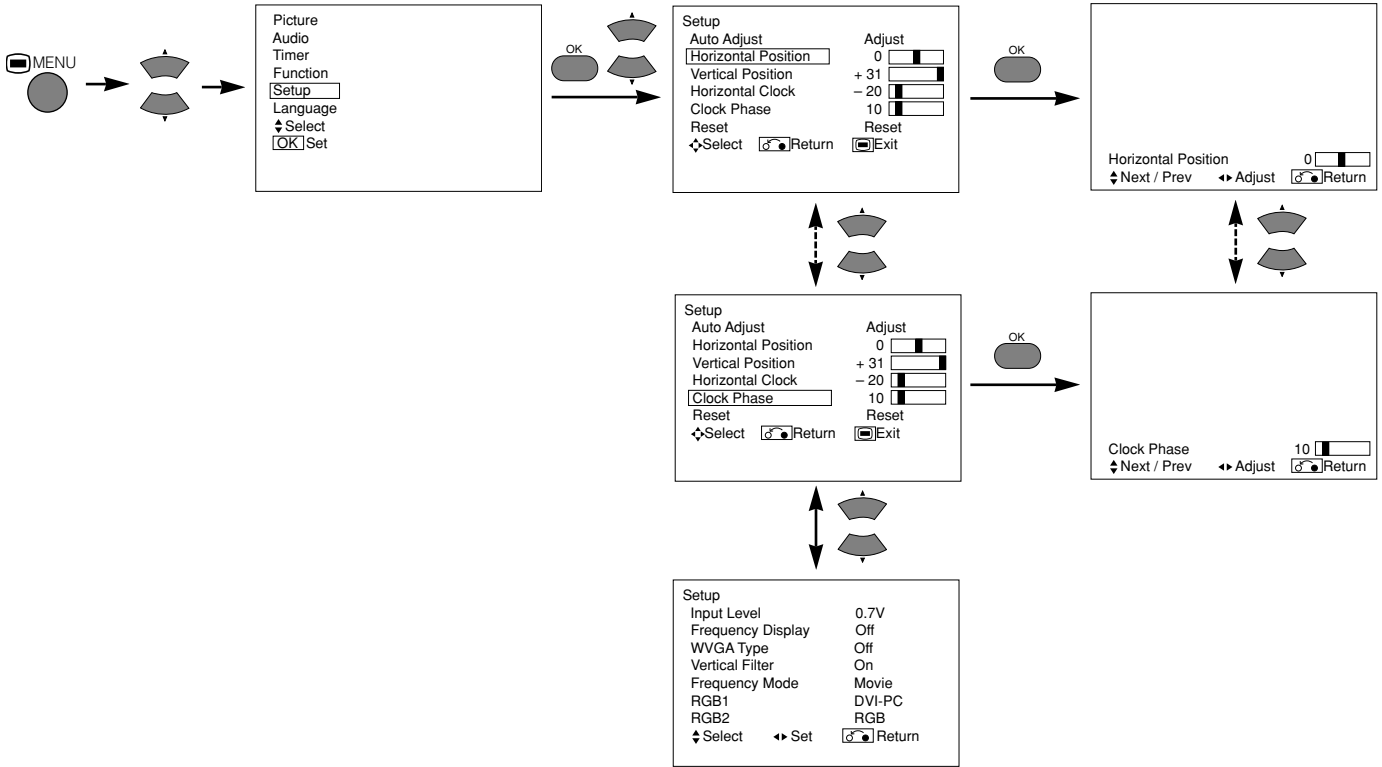 MENU
Picture
Audio
Timer
Function
Setup
Language
Select
OK Set
OK
Setup
Auto Adjust Adjust
Horizontal Position 0
Vertical Position + 31
Horizontal Clock – 20
Clock Phase 10
Reset Reset
Select Return Exit
OK
Horizontal Position 0
Next / Prev Adjust Return
Setup
Auto Adjust Adjust
Horizontal Position 0
Vertical Position + 31
Horizontal Clock – 20
Clock Phase 10
Reset Reset
Select Return Exit
OK
Clock Phase 10
Next / Prev Adjust Return
Setup
Input Level 0.7V
Frequency Display Off
WVGA Type Off
Vertical Filter On
Frequency Mode Movie
RGB1 DVI-PC
RGB2 RGB
Select Set Return